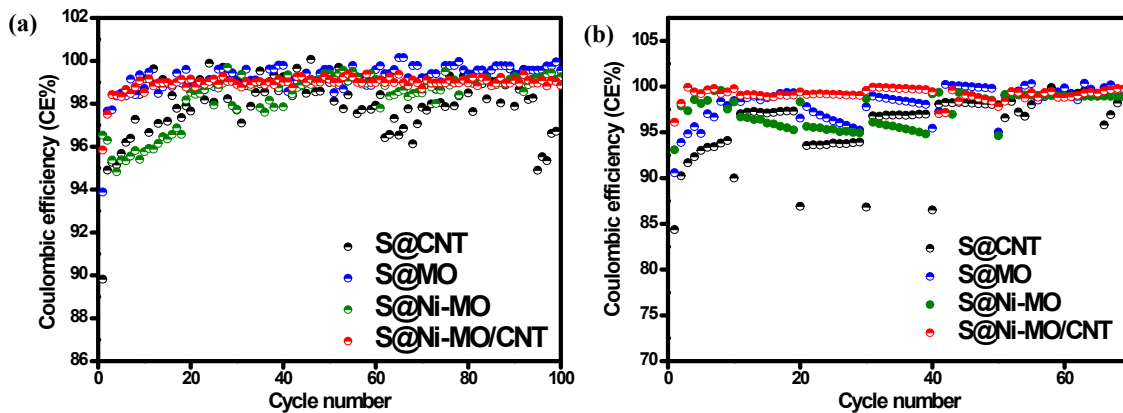 (a)
Coulombic efficiency (CE%)
102
100
98
96
94
92
90
88
86
0
20
40
60
80
100
Cycle number
S@CNT
S@MO
S@Ni-MO
S@Ni-MO/CNT
(b)
Coulombic efficiency (CE%)
105
100
95
90
85
80
75
70
0
20
40
60
Cycle number
S@CNT
S@MO
S@Ni-MO
S@Ni-MO/CNT